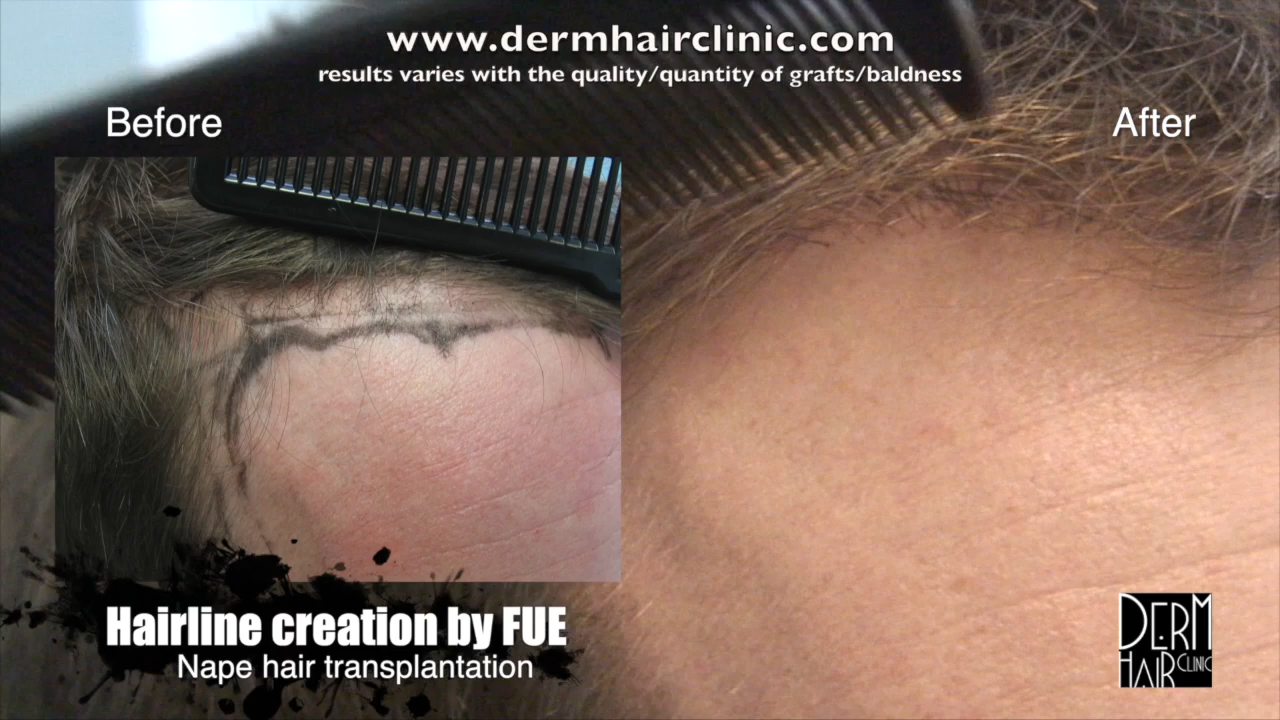 www.dermhairclinic.com
results varies with the quality/quantity of grafts/baldness
Before
After
Hairline creation by FUE
Nape hair transplantation
DERM
HAIR CLINIC